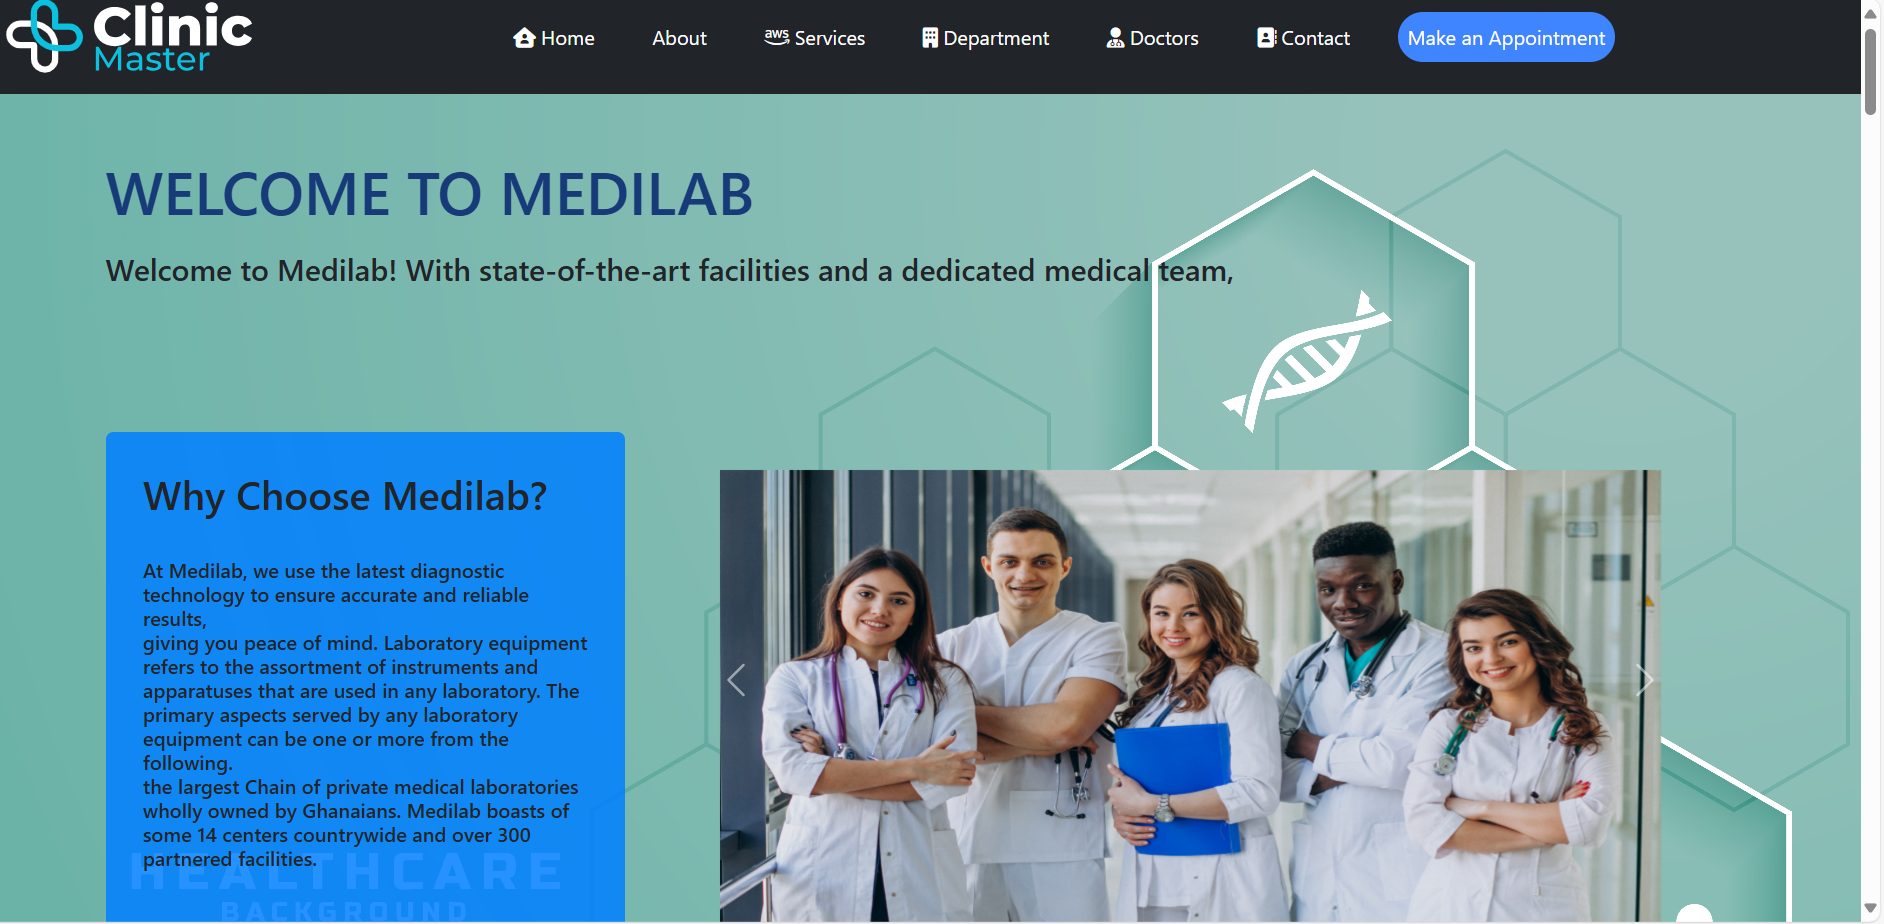 Clinic
Master
Home
About
aws Services
Department
Doctors
Contact
Make an Appointment
WELCOME TO MEDILAB
Welcome to Medilab! With state-of-the-art facilities and a dedicated medical team,
Why Choose Medilab?
At Medilab, we use the latest diagnostic
technology to ensure accurate and reliable
results,
giving you peace of mind. Laboratory equipment
refers to the assortment of instruments and
apparatuses that are used in any laboratory. The
primary aspects served by any laboratory
equipment can be one or more from the
following.
the largest Chain of private medical laboratories
wholly owned by Ghanaians. Medilab boasts of
some 14 centers countrywide and over 300
partnered facilities.
HEALTHCARE
BACKGROUND